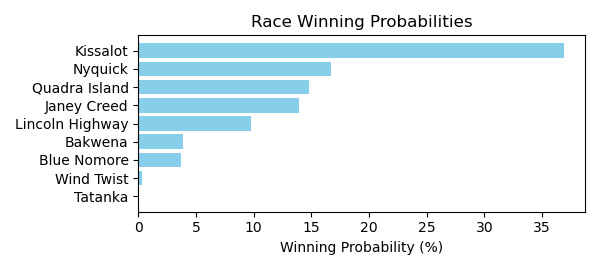 Race Winning Probabilities
Kissalot
Nyquick
Quadra Island
Janey Creed
Lincoln Highway
Bakwena
Blue Nomore
Wind Twist
Tatanka
0 5 10 15 20 25 30 35
Winning Probability (%)